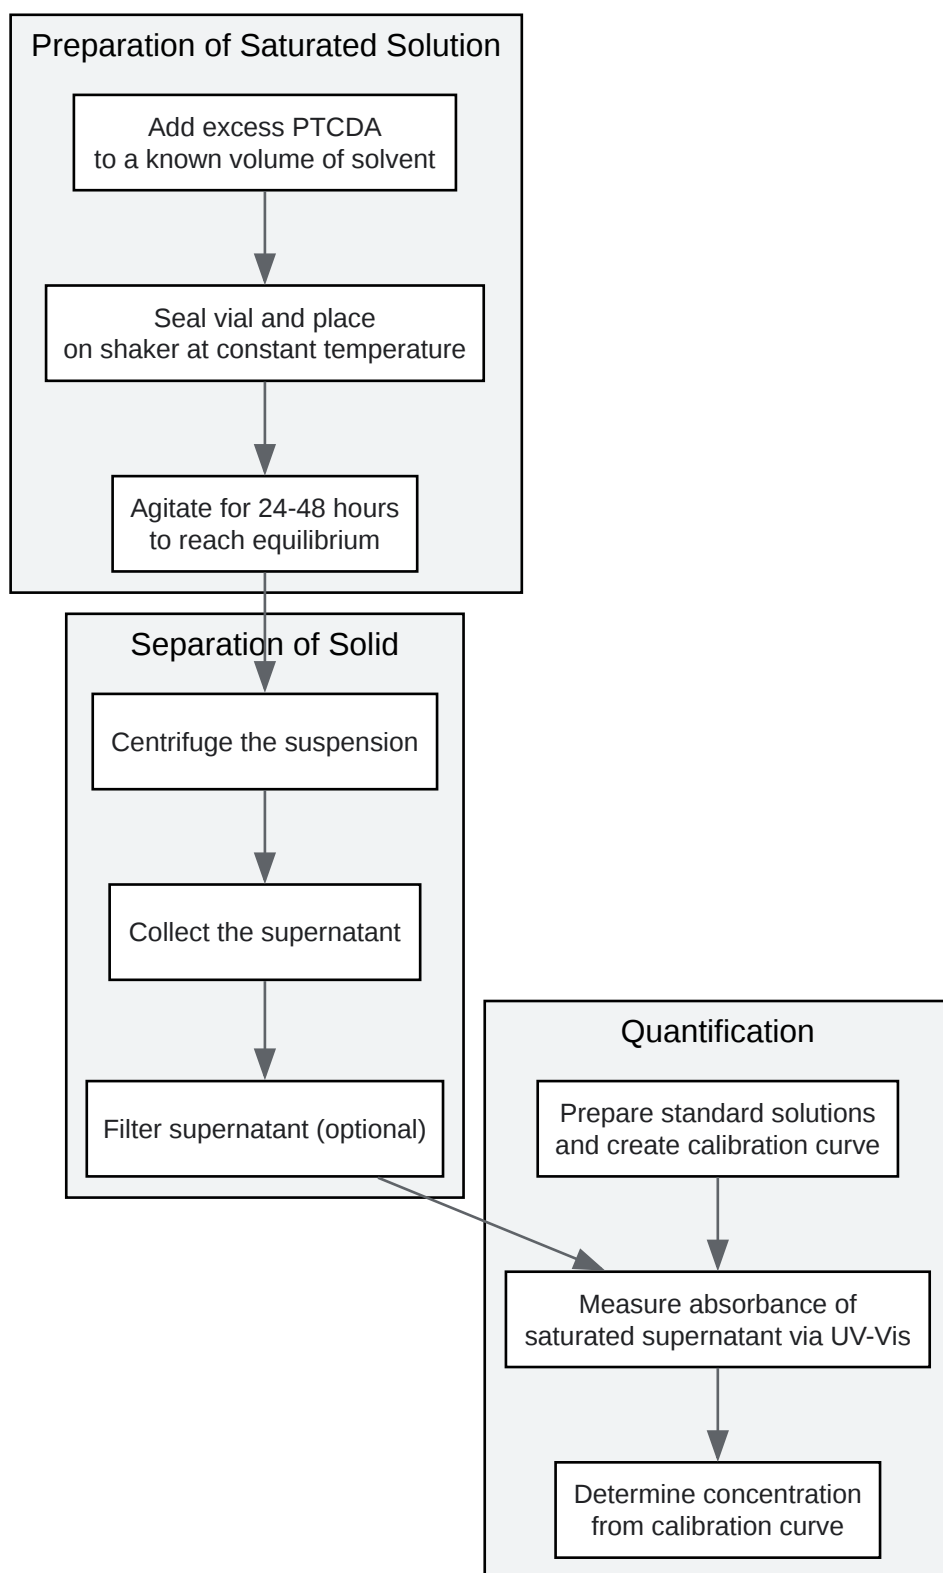 Preparation of Saturated Solution
Add excess PTCDA
to a known volume of solvent
Seal vial and place
on shaker at constant temperature
Agitate for 24-48 hours
to reach equilibrium
Separation of Solid
Centrifuge the suspension
Collect the supernatant
Filter supernatant (optional)
Quantification
Prepare standard solutions
and create calibration curve
Measure absorbance of
saturated supernatant via UV-Vis
Determine concentration
from calibration curve